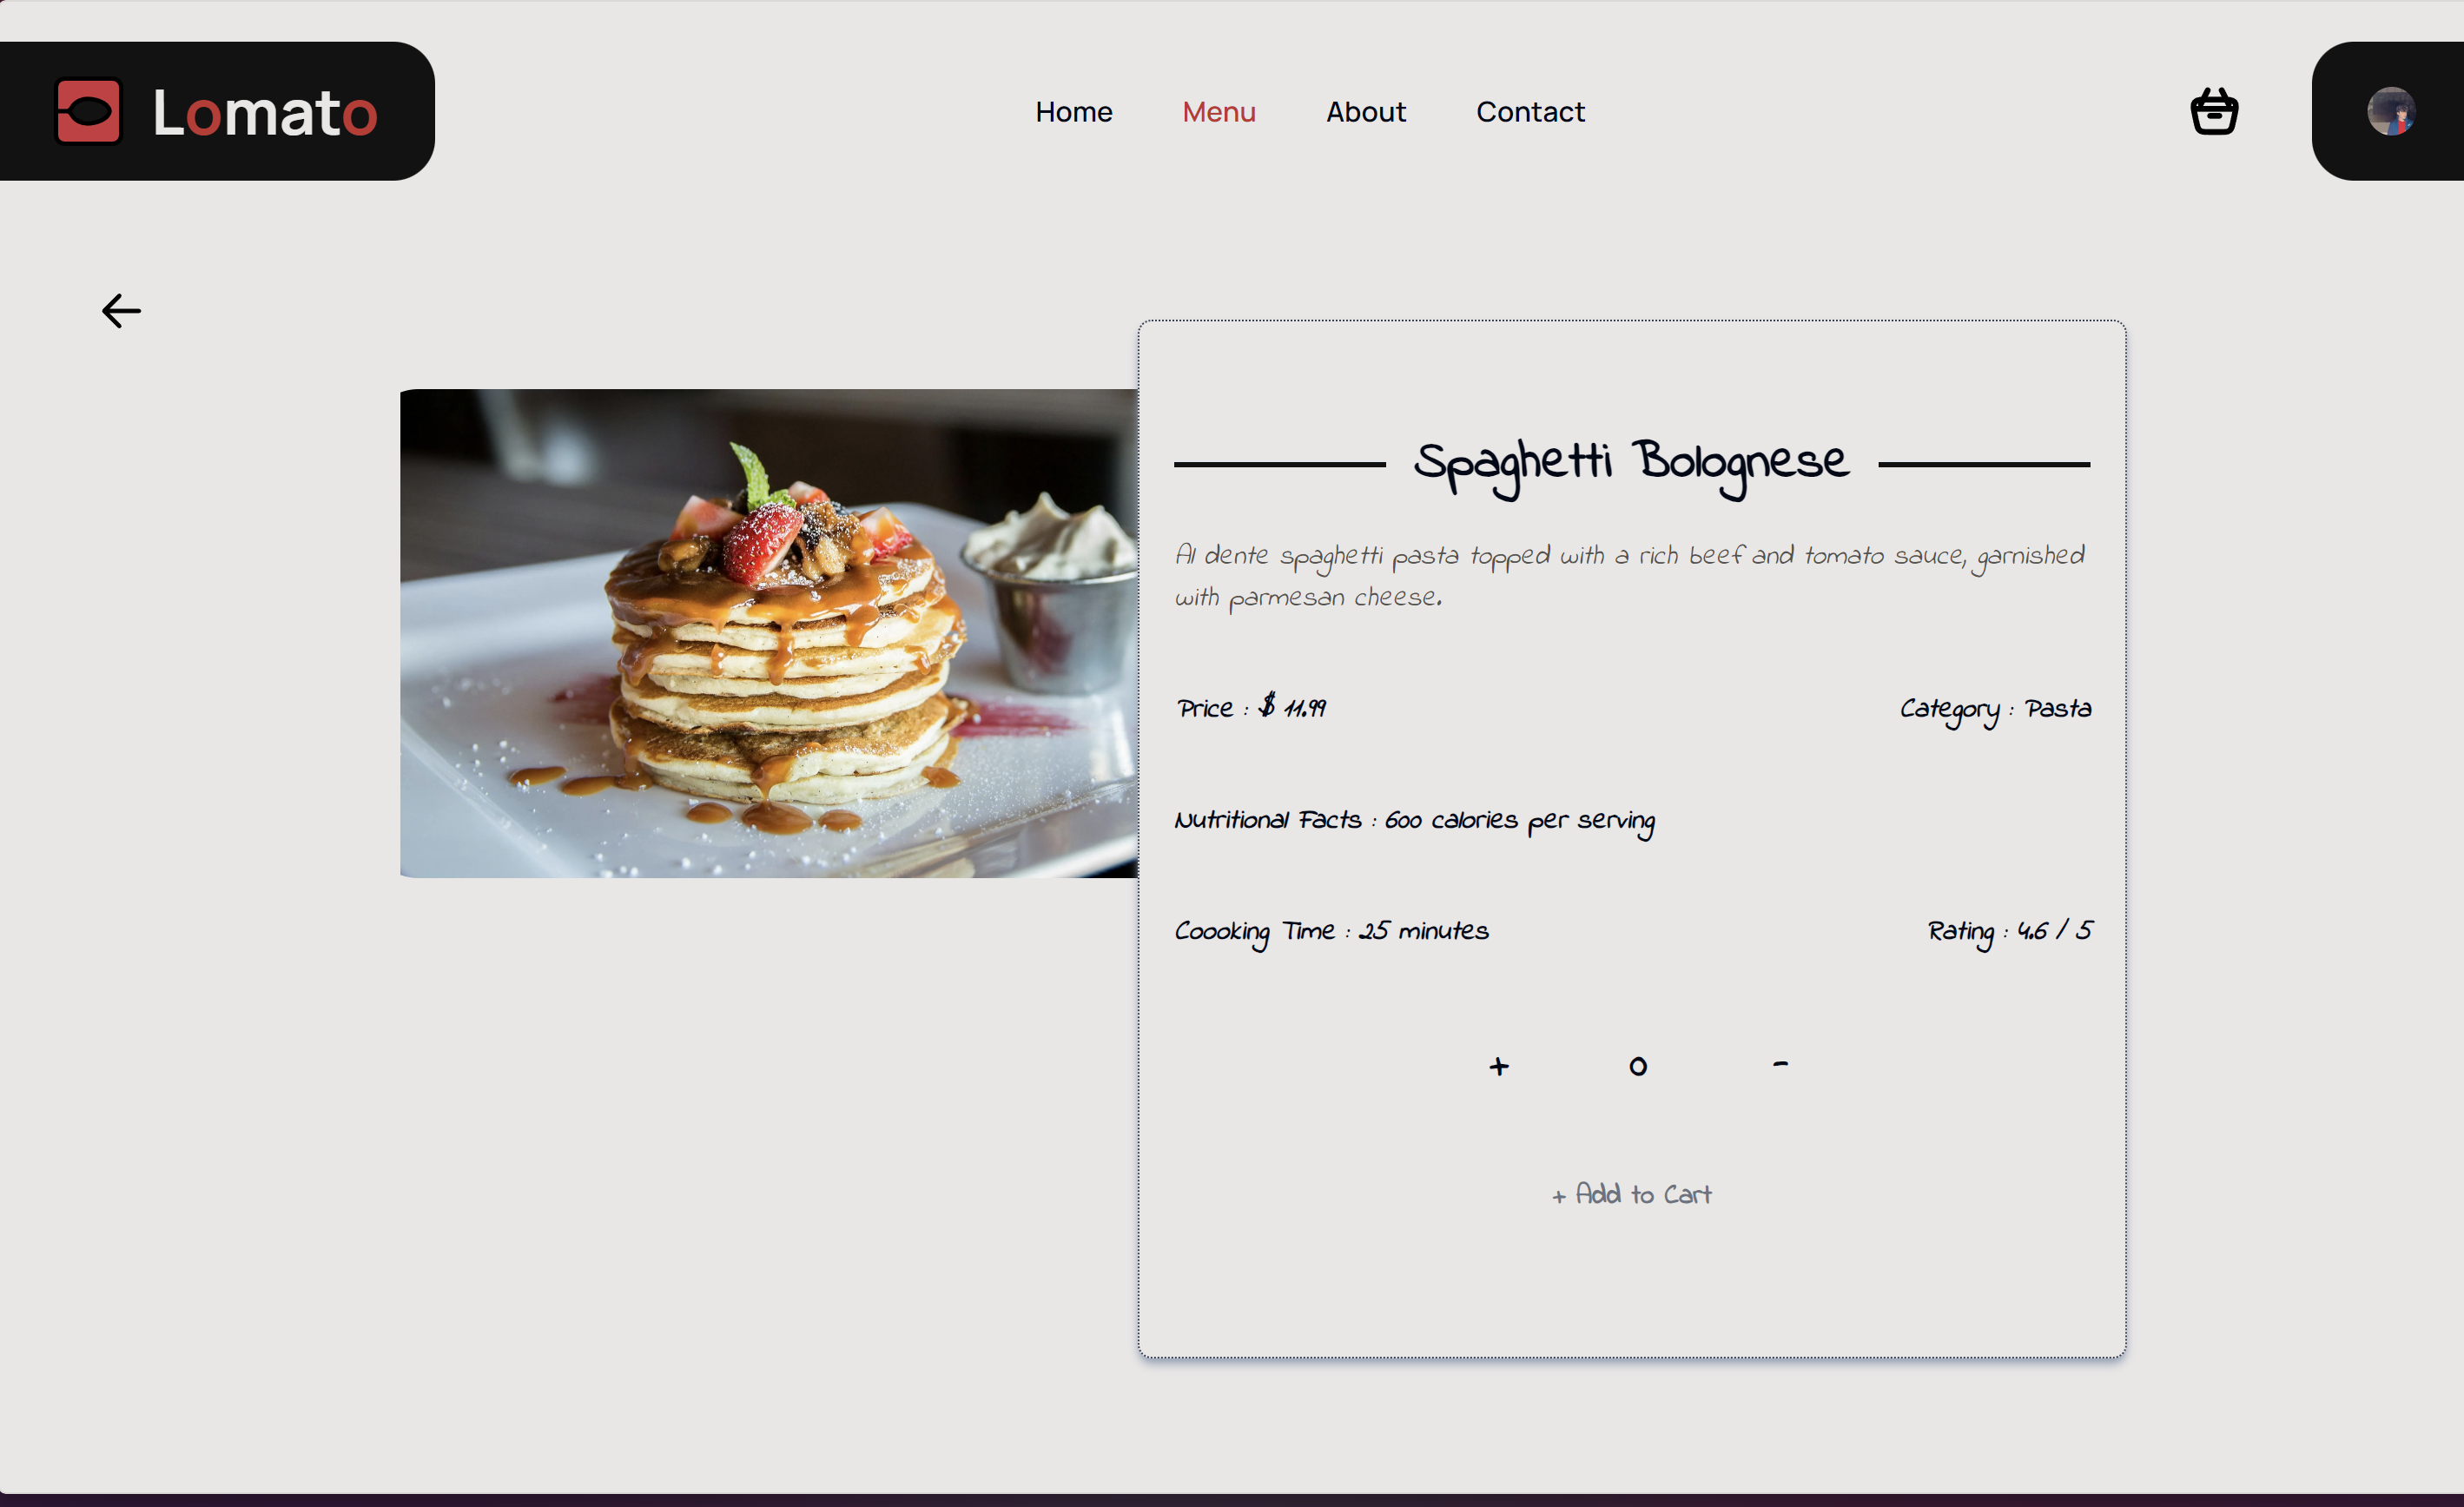 Lomato
Home Menu About Contact
Spaghetti Bolognese
Al dente spaghetti pasta topped with a rich beef and tomato sauce, garnished
with parmesan cheese.
Price : $ 11.99 Category : Pasta
Nutritional Facts : 600 calories per serving
Coooking Time : 25 minutes Rating : 4.6 / 5
+ 0 -
+ Add to Cart